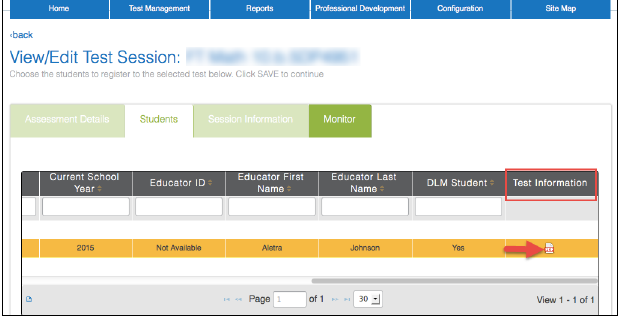 Home Test Management Reports Professional Development Configuration Site Map
‹back
View/Edit Test Session:
Choose the students to register to the selected test below. Click SAVE to continue
Assessment Details Students Session Information Monitor
Current School Year Educator ID Educator First Name Educator Last Name DLM Student Test Information
2015 Not Available Aletra Johnson Yes
Page 1 of 1 30 View 1 - 1 of 1